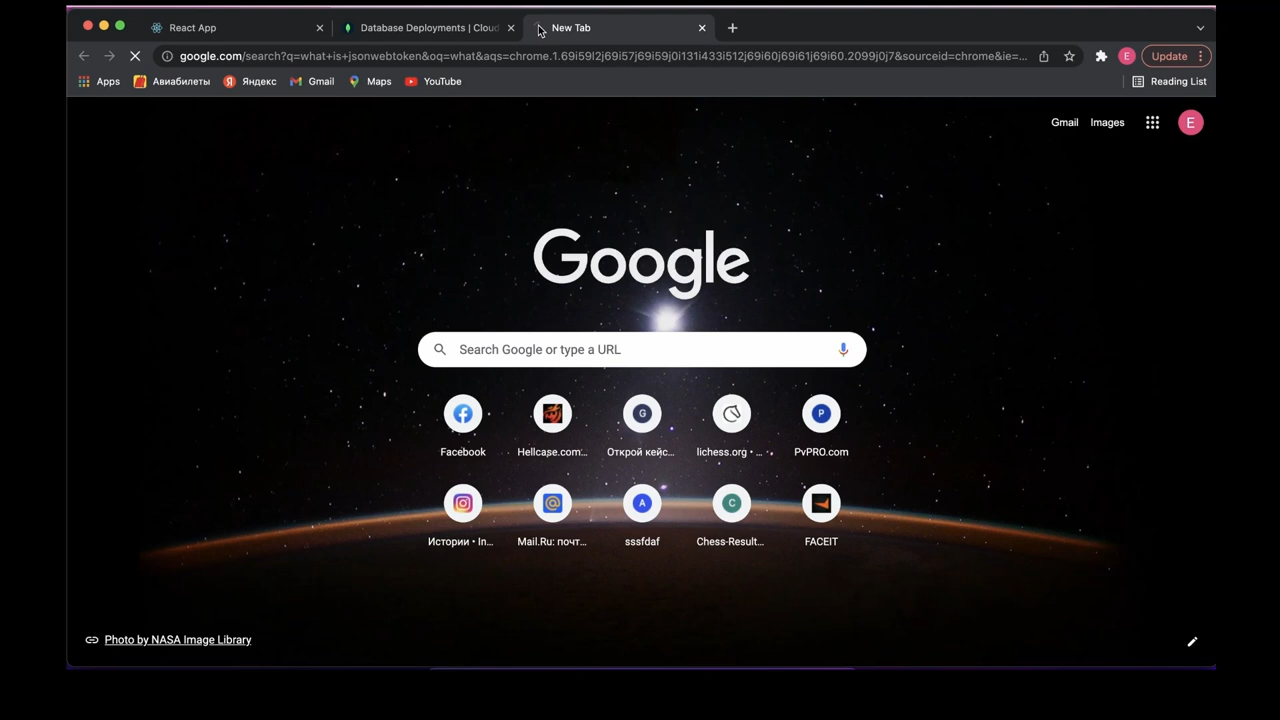 React App
Database Deployments | Cloud
New Tab
google.com/search?q=what+is+jsonwebtoken&oq=what&aqs=chrome.1.69i59l2j69i57j69i59j0i131i433i512j69i60j69i61j69i60.2099j0j7&sourceid=chrome&ie=...
E
Update
Apps
Авиабилеты
Яндекс
Gmail
Maps
YouTube
Reading List
Gmail
Images
E
Google
Search Google or type a URL
G
P
Facebook
Hellcase.com...
Открой кейс...
lichess.org • ...
PvPRO.com
A
C
Истории • In...
Mail.Ru: почт...
sssfdaf
Chess-Result...
FACEIT
Photo by NASA Image Library